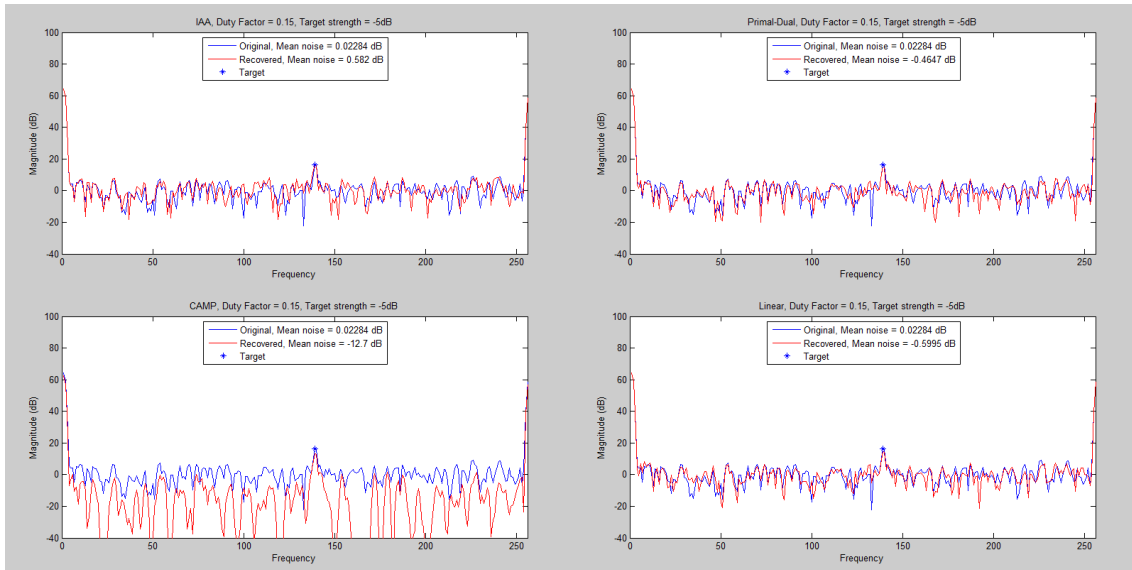 IAA, Duty Factor = 0.15, Target strength = -5dB
100
80
60
40
20
0
-20
-40
Magnitude (dB)
Original, Mean noise = 0.02284 dB
Recovered, Mean noise = 0.582 dB
Target
0 50 100 150 200 250
Frequency
Primal-Dual, Duty Factor = 0.15, Target strength = -5dB
100
80
60
40
20
0
-20
-40
Magnitude (dB)
Original, Mean noise = 0.02284 dB
Recovered, Mean noise = -0.4647 dB
Target
0 50 100 150 200 250
Frequency
CAMP, Duty Factor = 0.15, Target strength = -5dB
100
80
60
40
20
0
-20
-40
Magnitude (dB)
Original, Mean noise = 0.02284 dB
Recovered, Mean noise = -12.7 dB
Target
0 50 100 150 200 250
Frequency
Linear, Duty Factor = 0.15, Target strength = -5dB
100
80
60
40
20
0
-20
-40
Magnitude (dB)
Original, Mean noise = 0.02284 dB
Recovered, Mean noise = -0.5995 dB
Target
0 50 100 150 200 250
Frequency